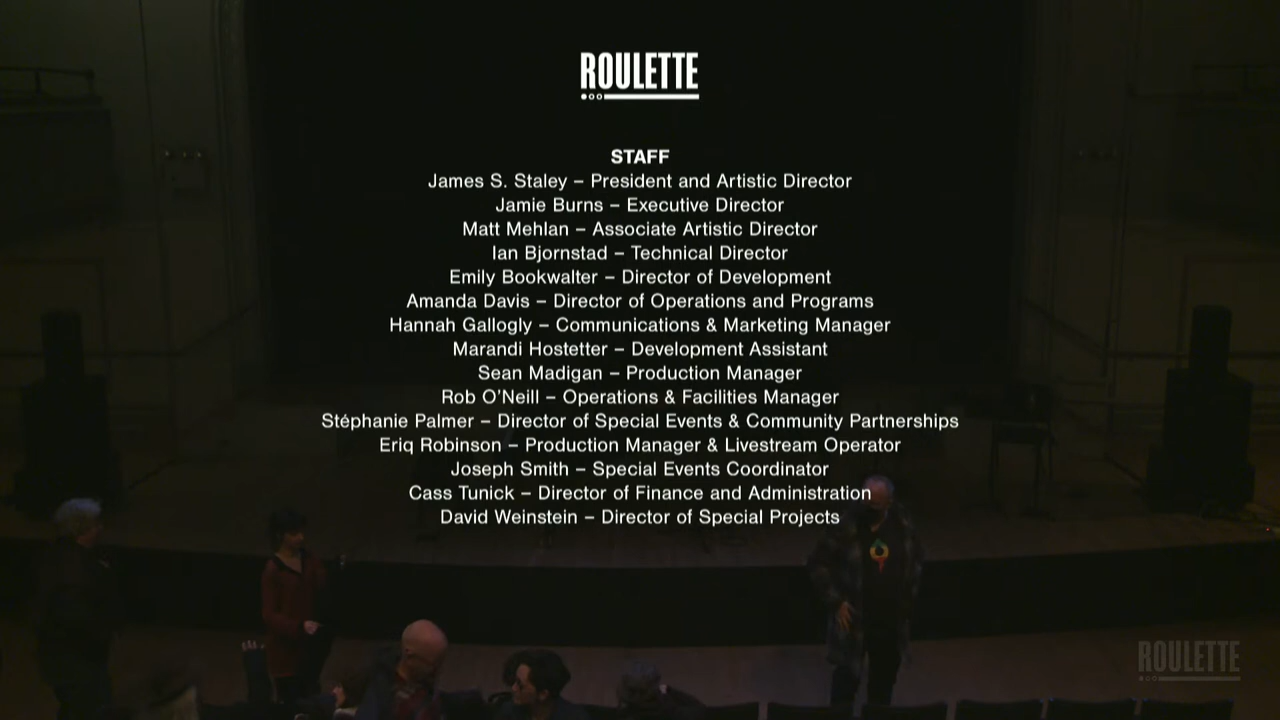 ROULETTE
STAFF
James S. Staley – President and Artistic Director
Jamie Burns – Executive Director
Matt Mehlan – Associate Artistic Director
Ian Bjornstad – Technical Director
Emily Bookwalter – Director of Development
Amanda Davis – Director of Operations and Programs
Hannah Gallogly – Communications & Marketing Manager
Marandi Hostetter – Development Assistant
Sean Madigan – Production Manager
Rob O’Neill – Operations & Facilities Manager
Stéphanie Palmer – Director of Special Events & Community Partnerships
Eriq Robinson – Production Manager & Livestream Operator
Joseph Smith – Special Events Coordinator
Cass Tunick – Director of Finance and Administration
David Weinstein – Director of Special Projects
ROULETTE